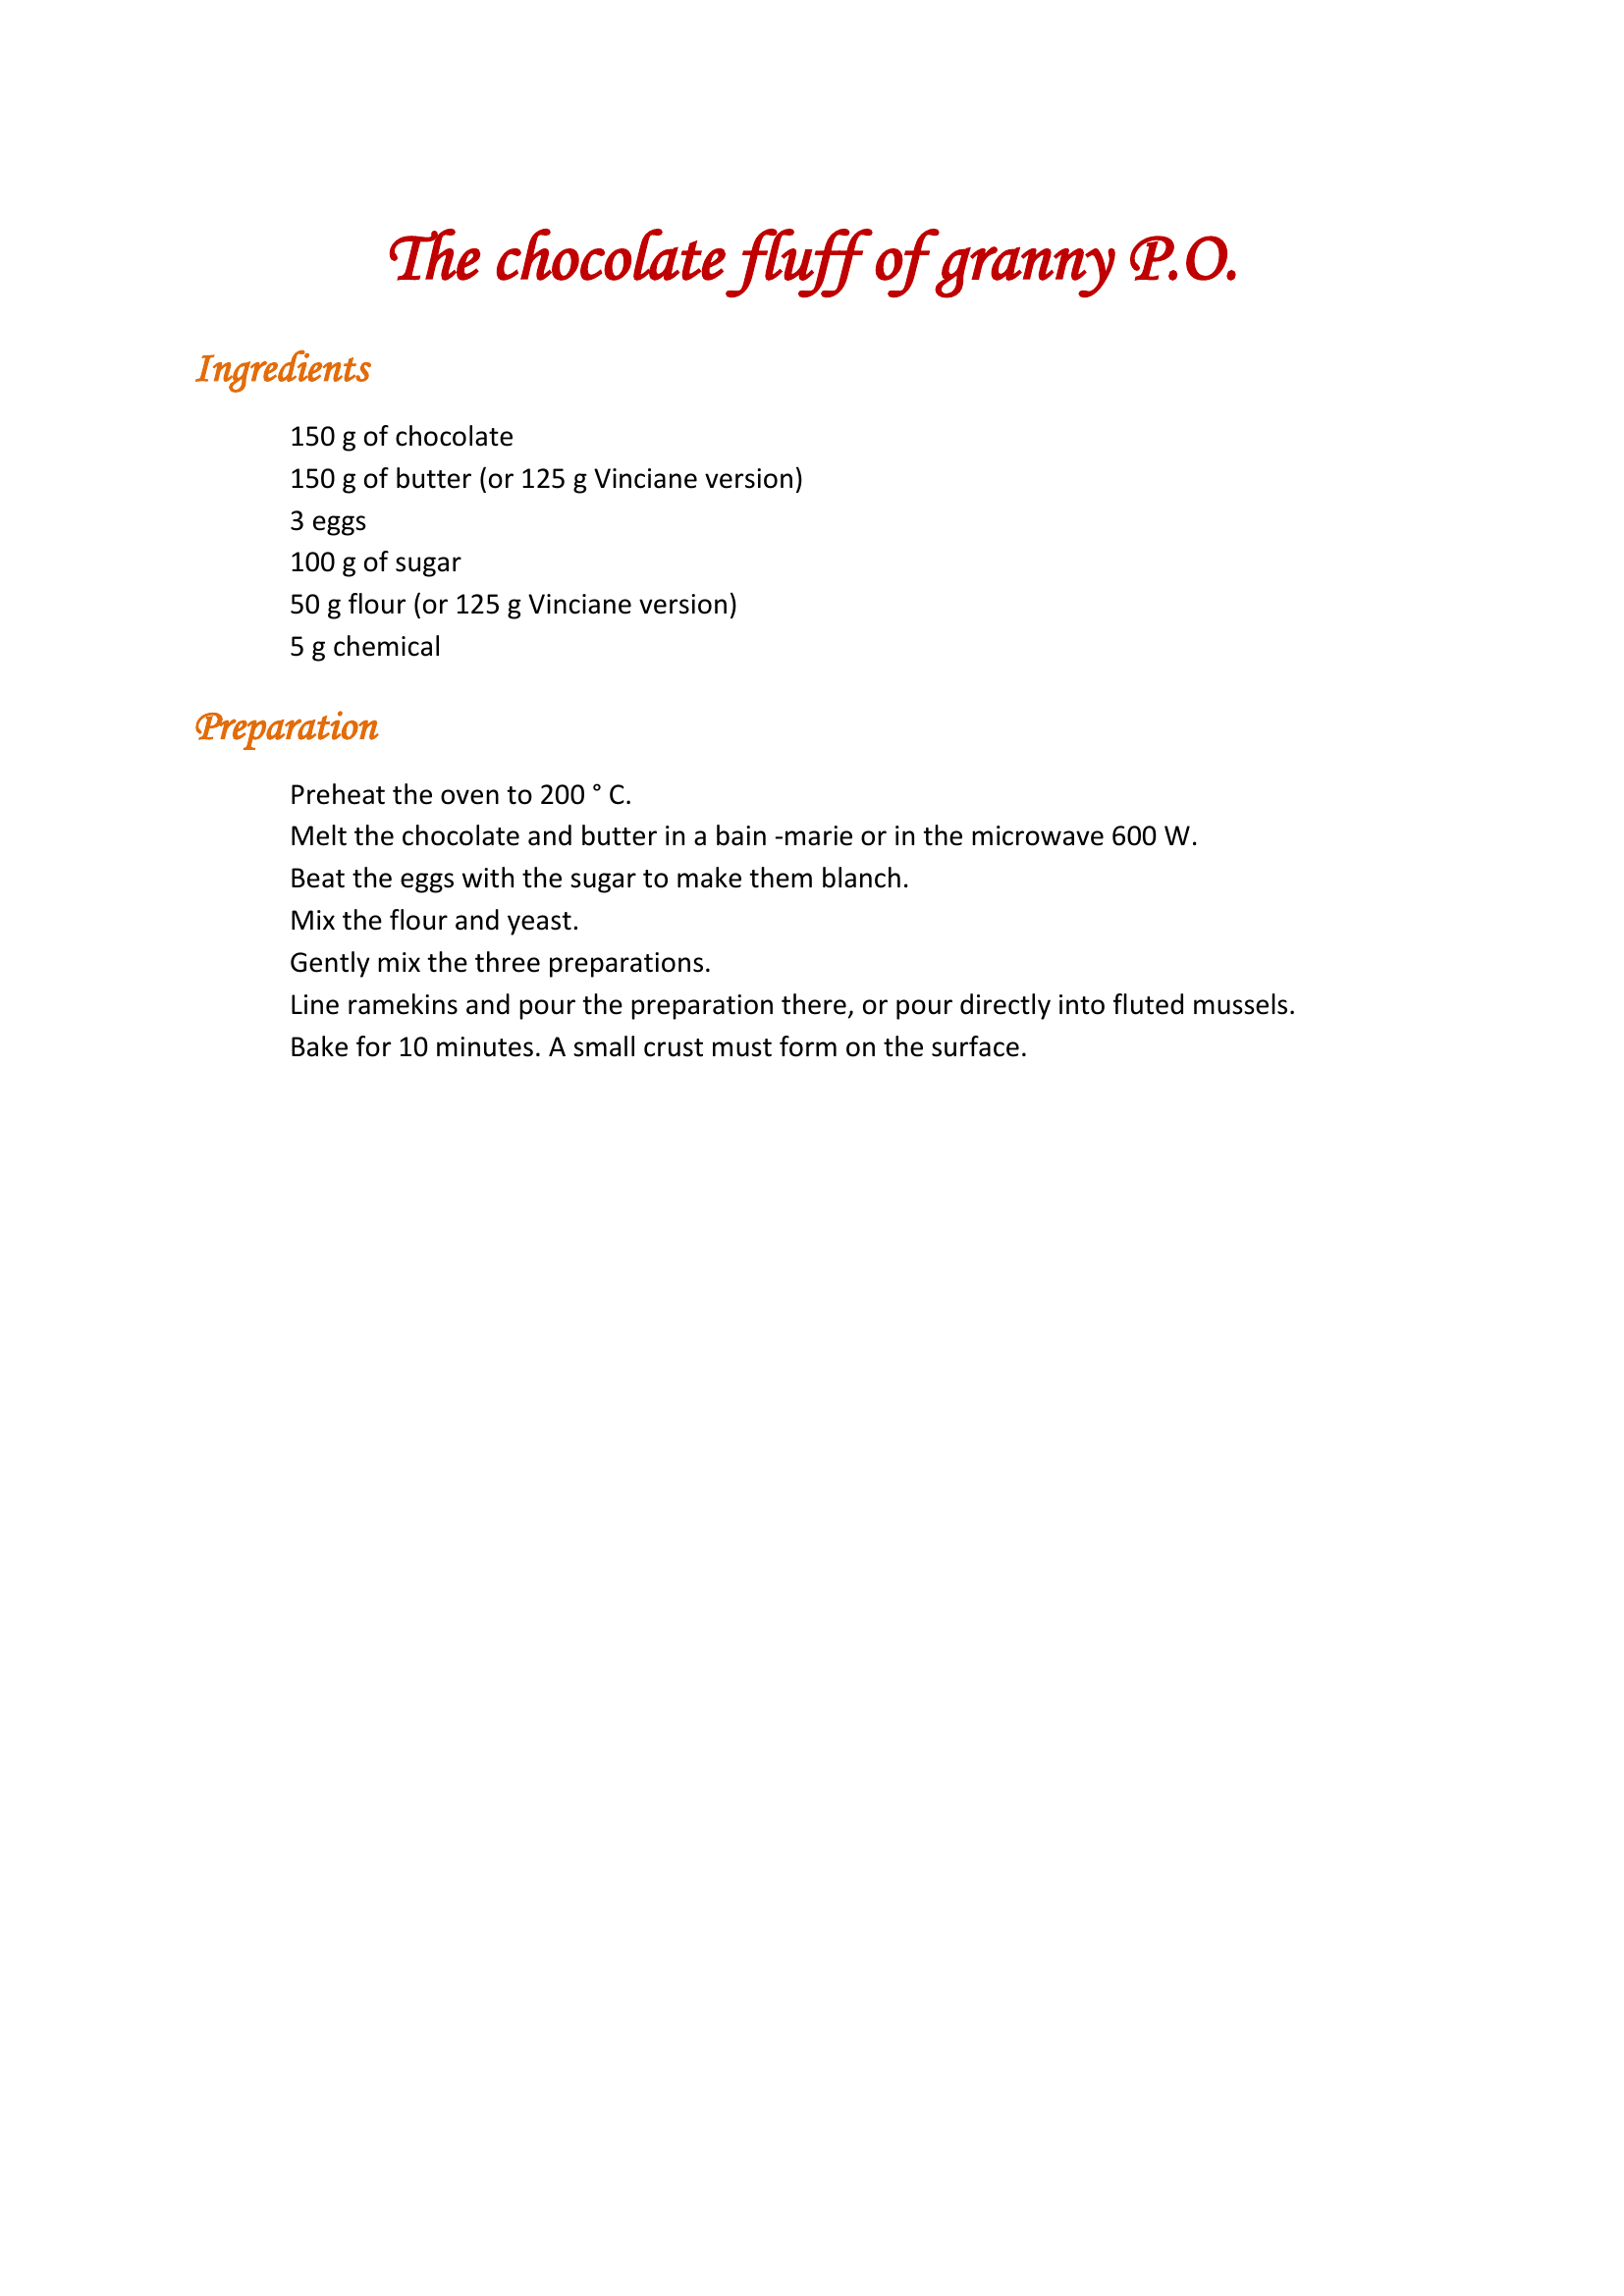 The chocolate fluff of granny P.O.
Ingredients
150 g of chocolate
150 g of butter (or 125 g Vinciane version)
3 eggs
100 g of sugar
50 g flour (or 125 g Vinciane version)
5 g chemical
Preparation
Preheat the oven to 200 ° C.
Melt the chocolate and butter in a bain -marie or in the microwave 600 W.
Beat the eggs with the sugar to make them blanch.
Mix the flour and yeast.
Gently mix the three preparations.
Line ramekins and pour the preparation there, or pour directly into fluted mussels.
Bake for 10 minutes. A small crust must form on the surface.